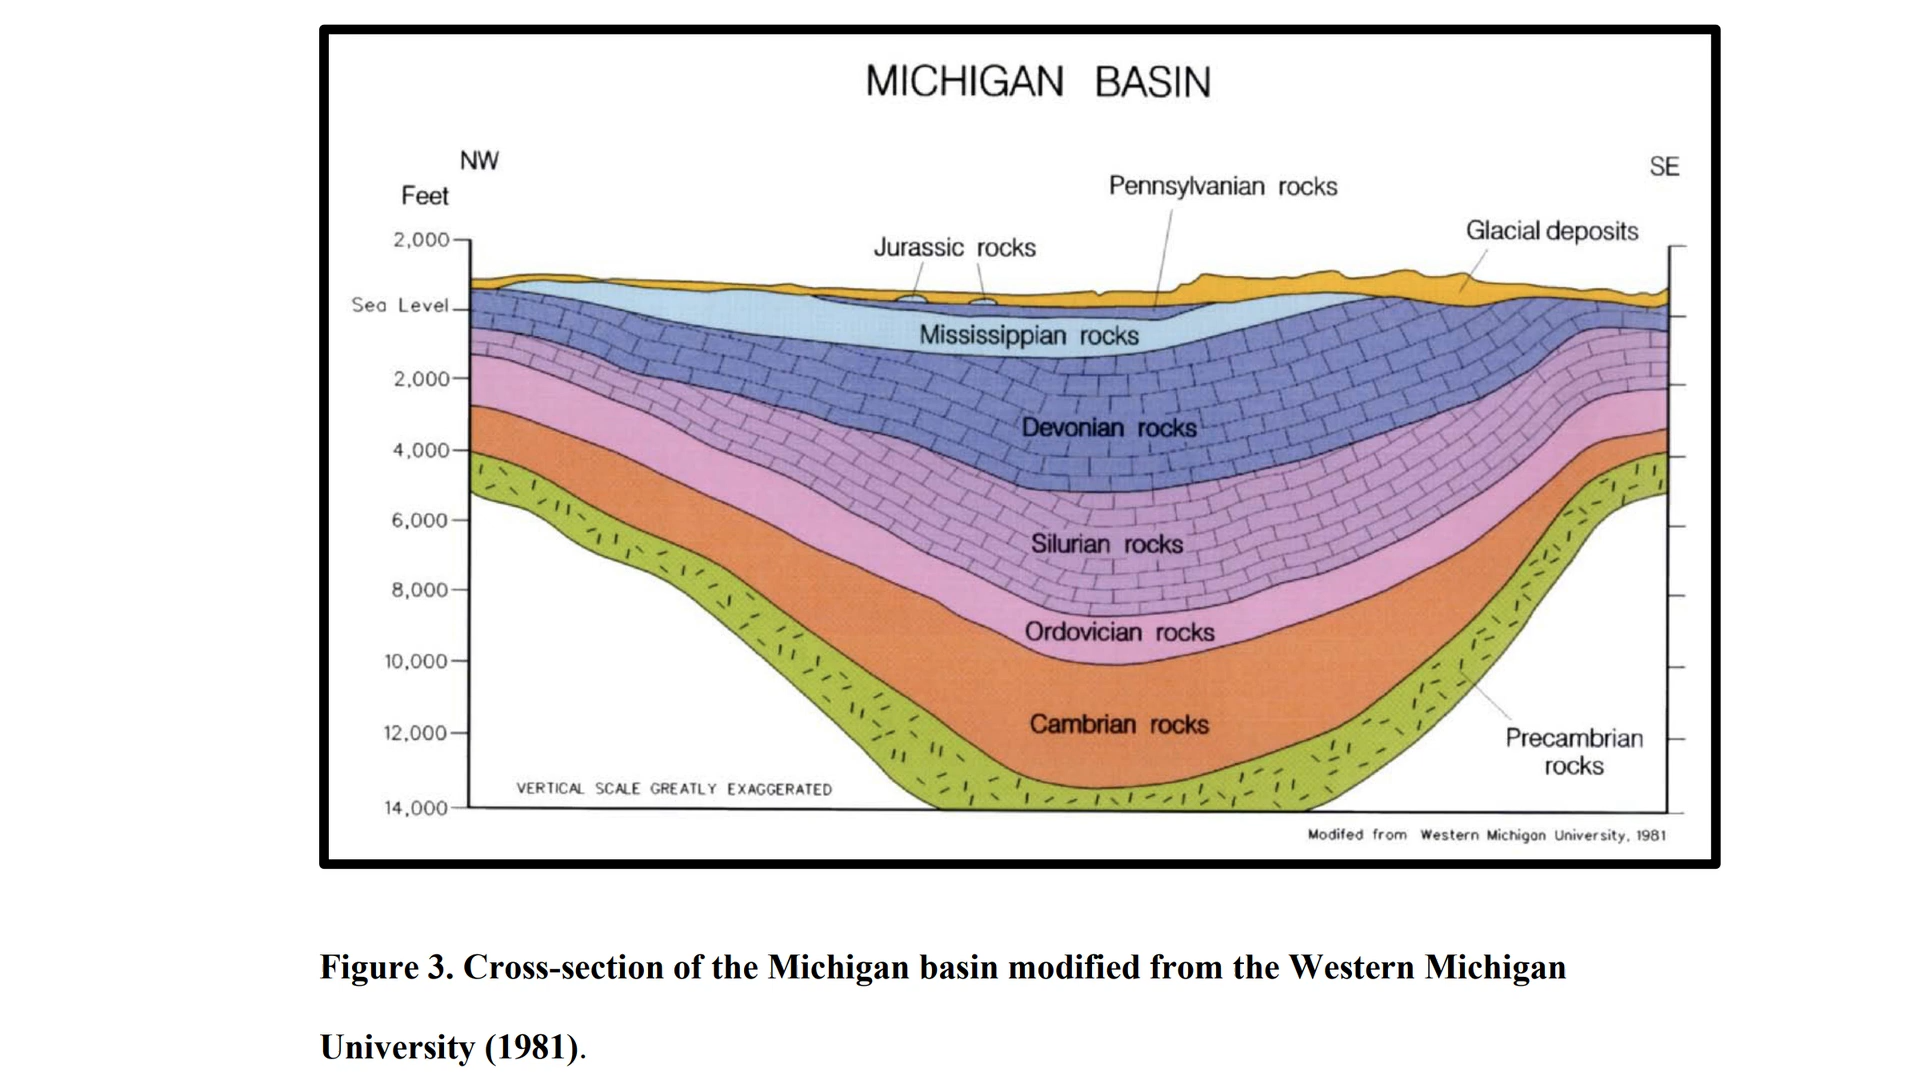 MICHIGAN BASIN
NW
SE
Feet
Pennsylvanian rocks
Glacial deposits
Jurassic rocks
2,000
Sea Level
Mississippian rocks
2,000
Devonian rocks
4,000
6,000
Silurian rocks
8,000
Ordovician rocks
10,000
Cambrian rocks
12,000
Precambrian
rocks
VERTICAL SCALE GREATLY EXAGGERATED
14,000
Modifed from Western Michigan University, 1981
Figure 3. Cross-section of the Michigan basin modified from the Western Michigan
University (1981).